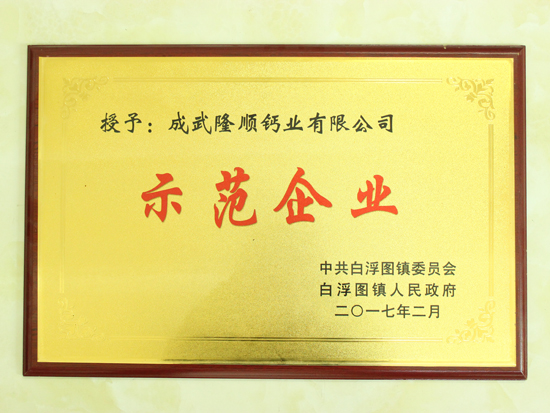 授予：成武隆顺钙业有限公司
示范企业
中共白浮图镇委员会
白浮图镇人民政府
二〇一七年二月